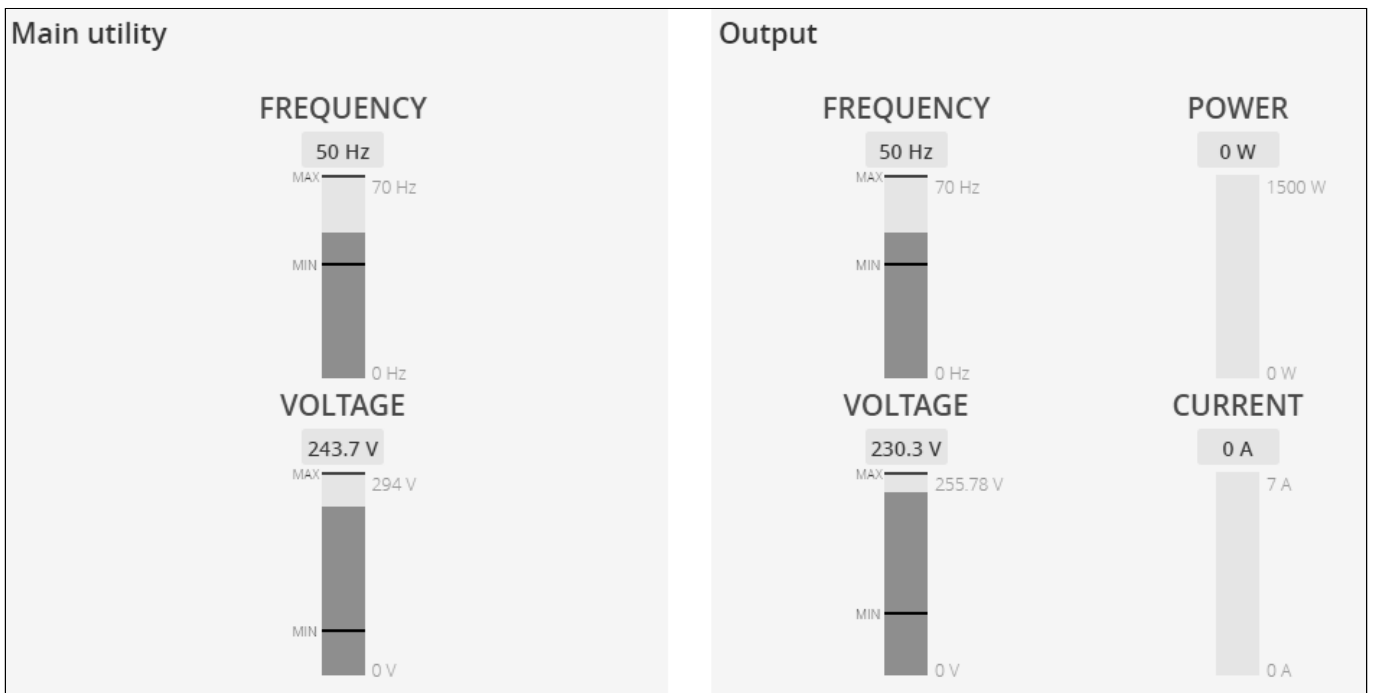 Main utility
FREQUENCY
50 Hz
MAX
70 Hz
MIN
0 Hz
VOLTAGE
243.7 V
MAX
294 V
MIN
0 V
Output
FREQUENCY
50 Hz
MAX
70 Hz
MIN
0 Hz
VOLTAGE
230.3 V
MAX
255.78 V
MIN
0 V
POWER
0 W
1500 W
0 W
CURRENT
0 A
7 A
0 A